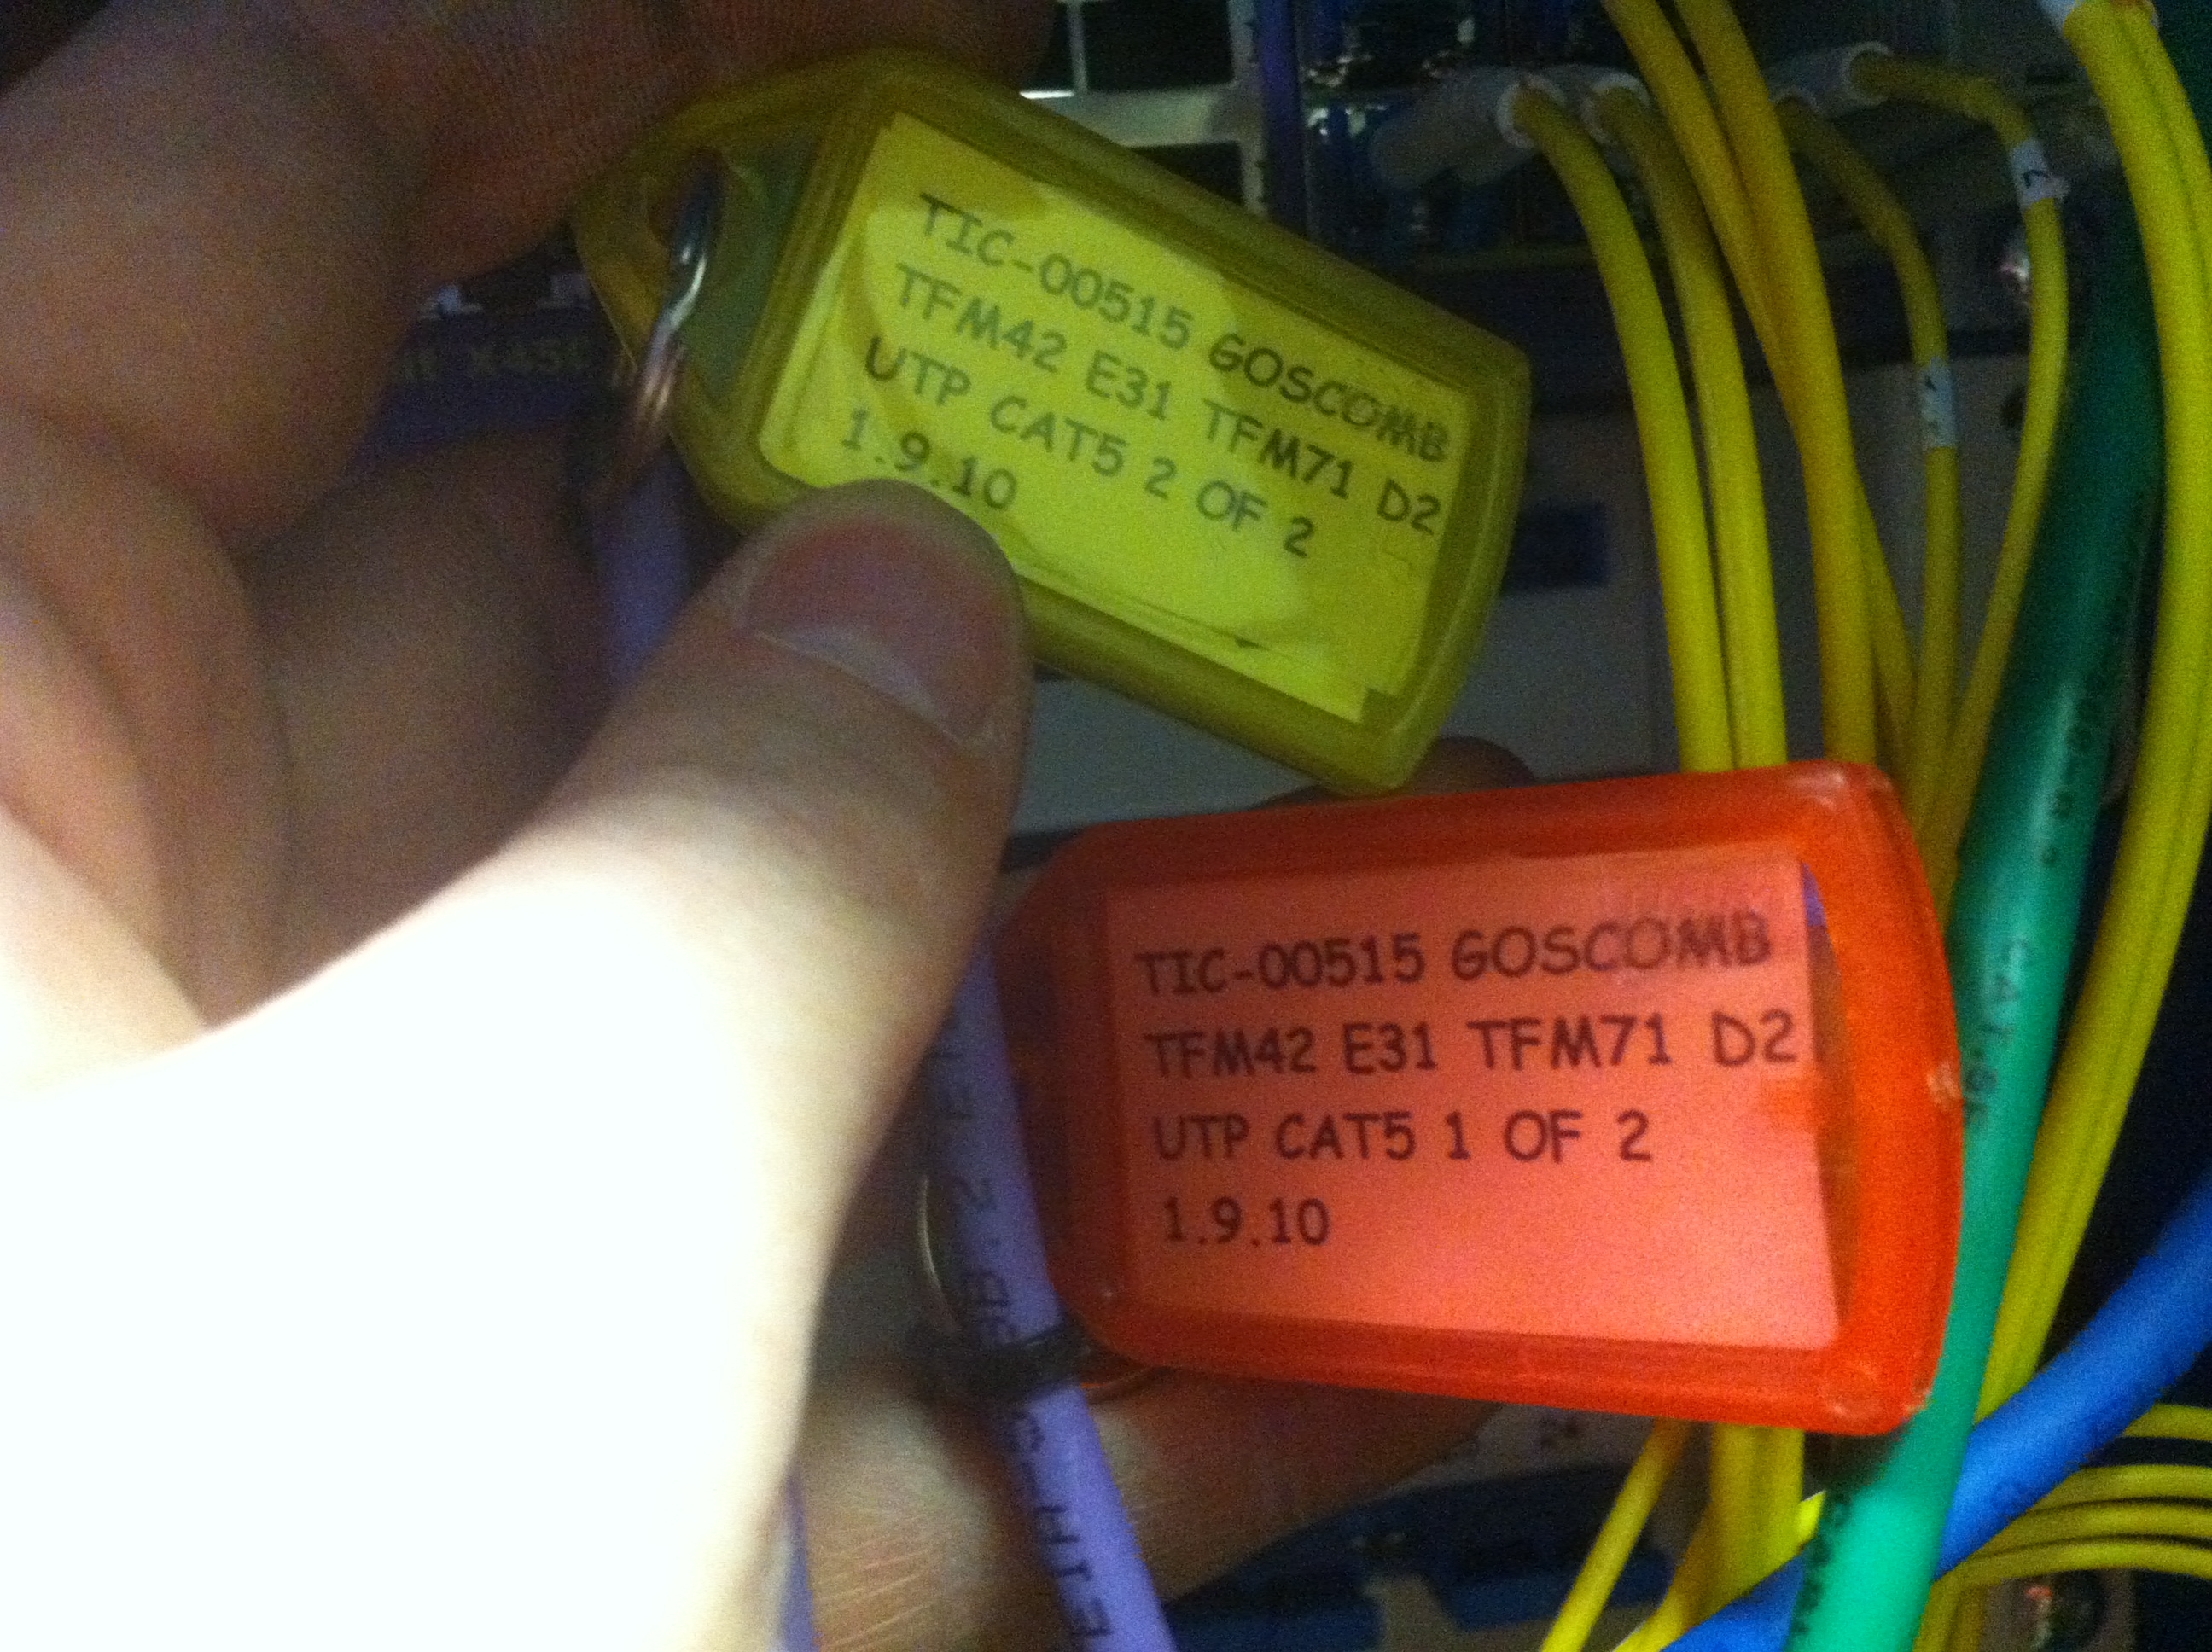 TIC-00515 GOSCOMB
TFM42 E31 TFM71 D2
UTP CAT5 2 OF 2
1.9.10
TIC-00515 GOSCOMB
TFM42 E31 TFM71 D2
UTP CAT5 1 OF 2
1.9.10